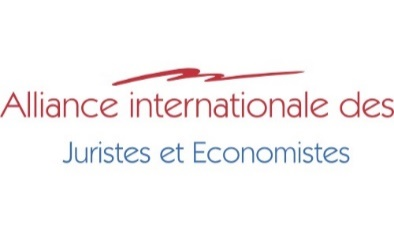 Alliance internationale des
Juristes et Economistes